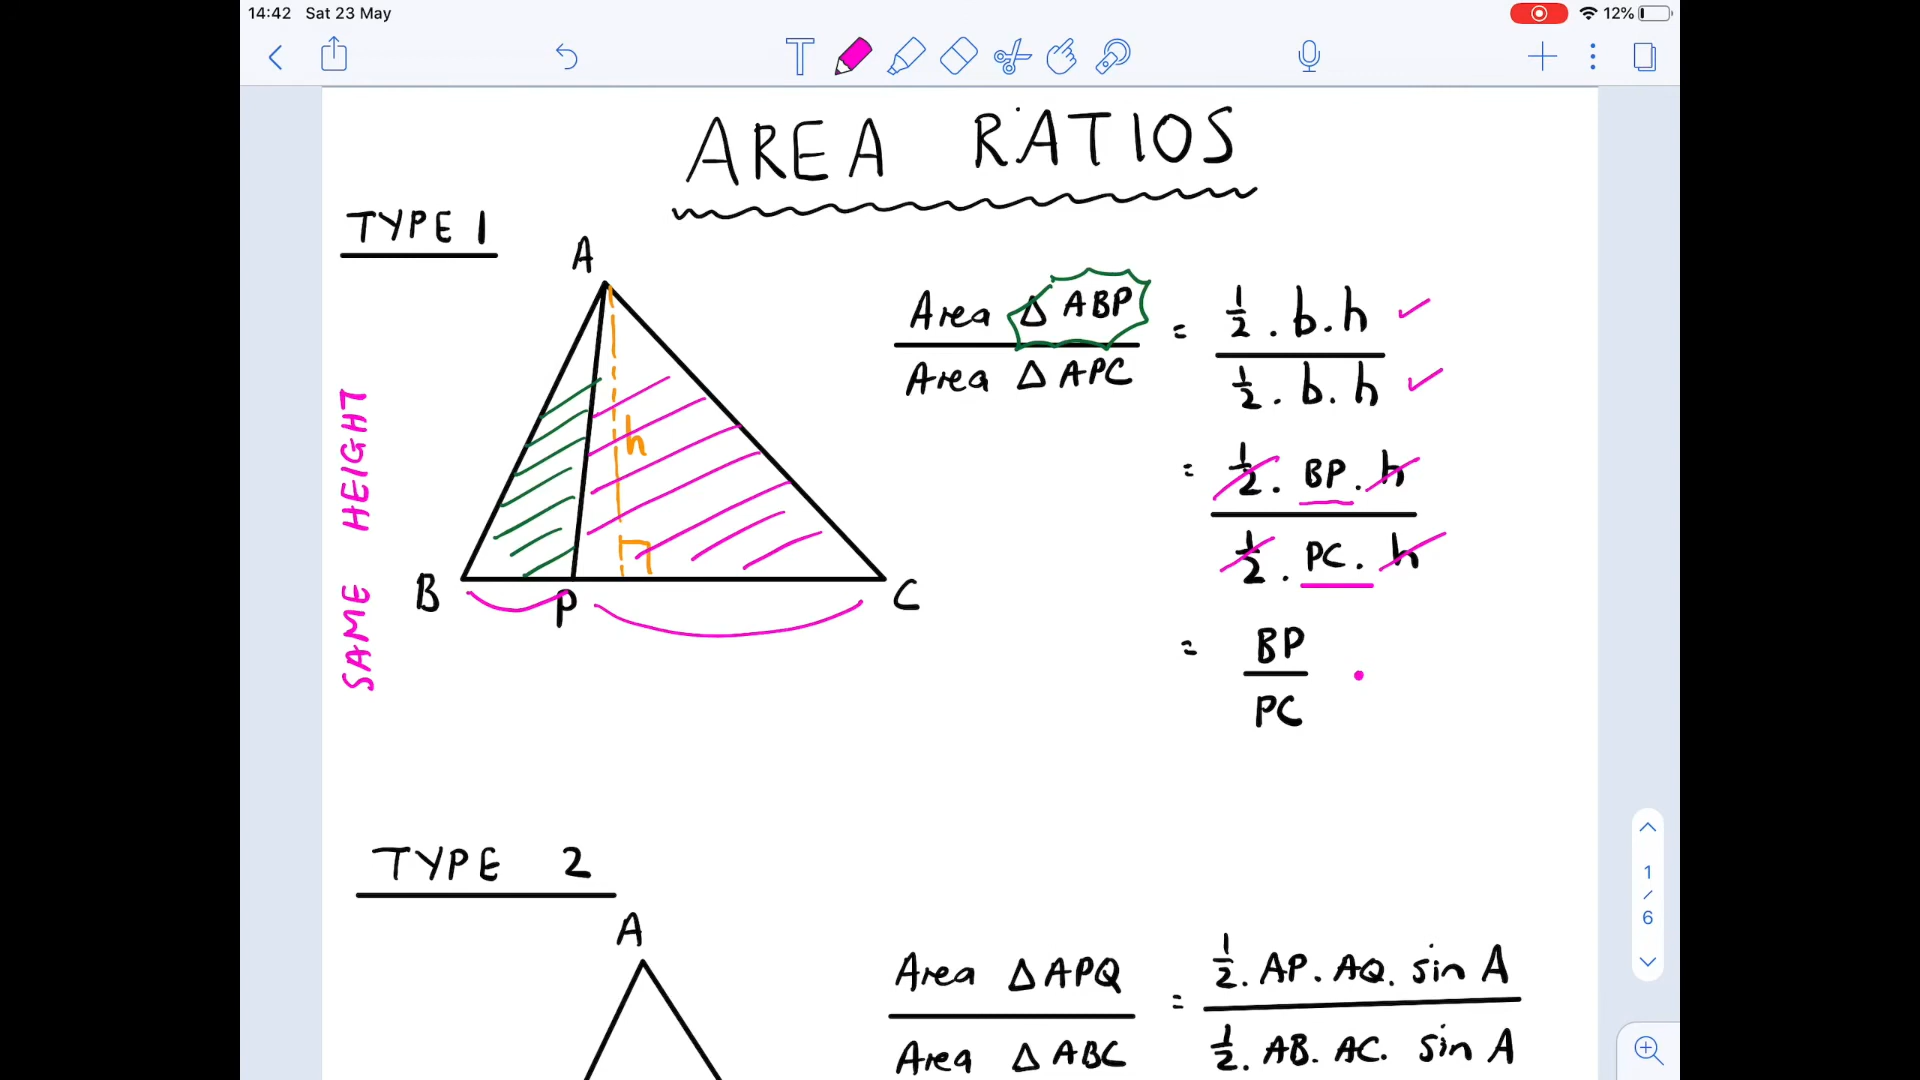 14:42 Sat 23 May
12%
T
AREA RATIOS
TYPE 1
A
h
B
P
C
SAME HEIGHT
Area Δ ABP
Area Δ APC
= ½ . b . h
½ . b . h
= ½ . BP . h
½ . PC . h
= BP
PC
TYPE 2
A
Area Δ APQ
Area Δ ABC
= ½ . AP . AQ . sin A
½ . AB . AC . sin A
1
/
6